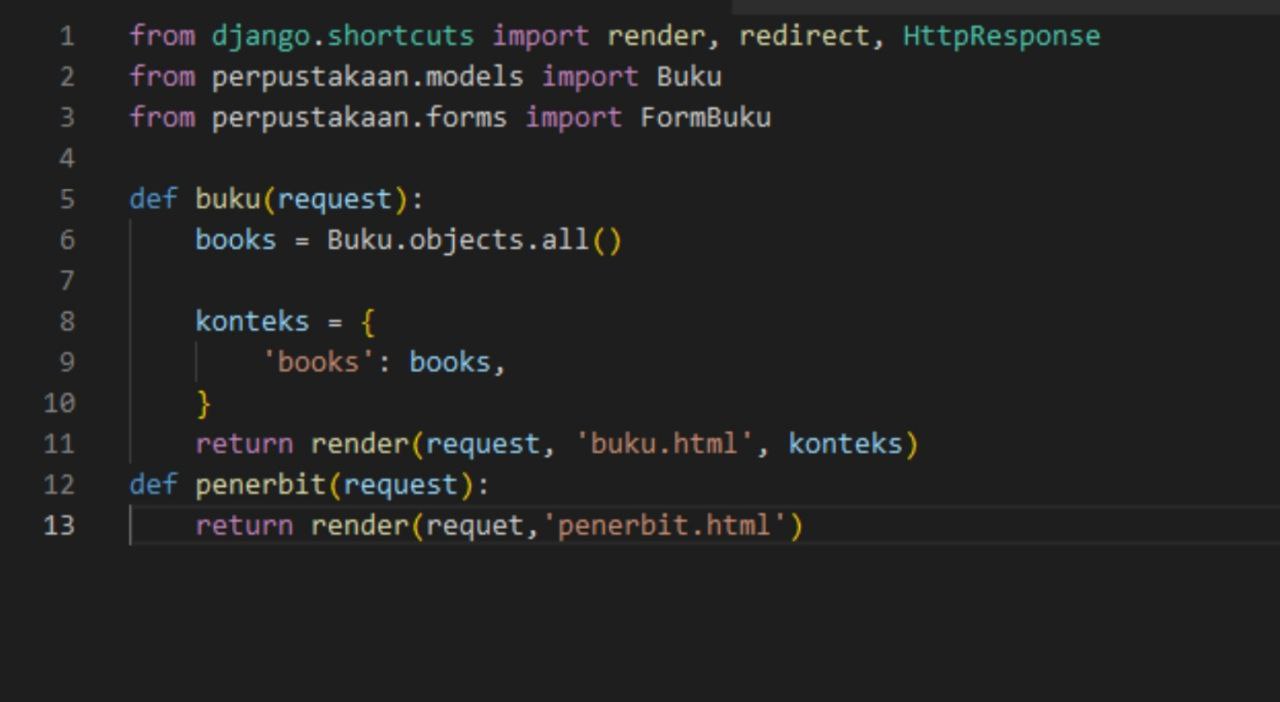 1 from django.shortcuts import render, redirect, HttpResponse
2 from perpustakaan.models import Buku
3 from perpustakaan.forms import FormBuku
4
5 def buku(request):
6     books = Buku.objects.all()
7
8     konteks = {
9         'books': books,
10     }
11     return render(request, 'buku.html', konteks)
12 def penerbit(request):
13     return render(requet,'penerbit.html')